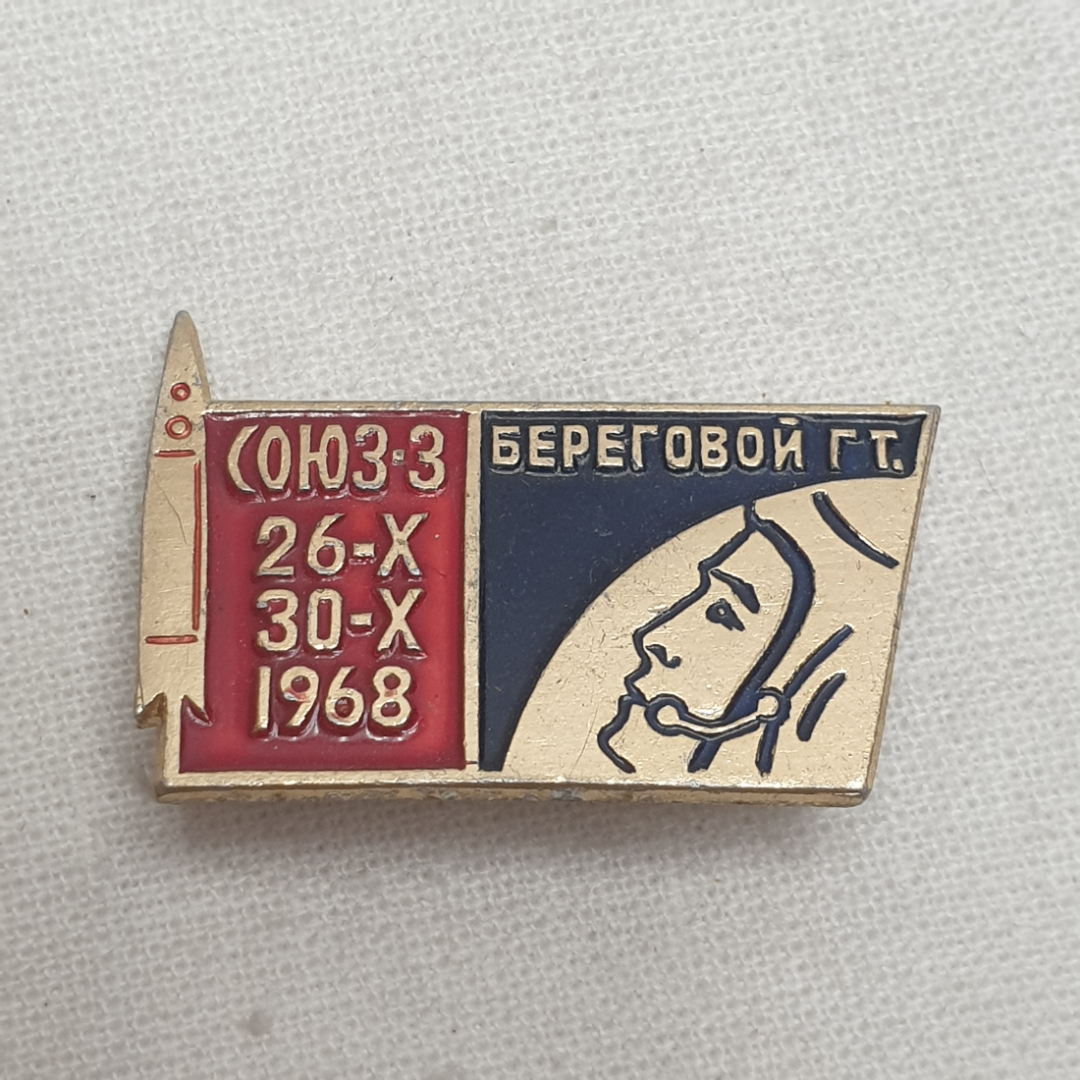 СОЮЗ-3
26-X
30-X
1968
БЕРЕГОВОЙ Г Т.